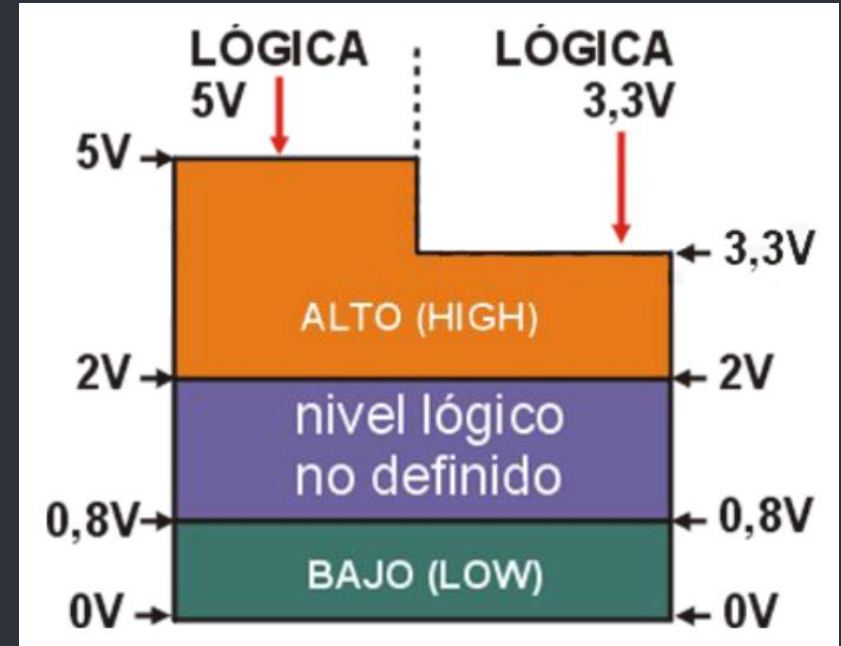 LÓGICA
5V
LÓGICA
3,3V
5V
3,3V
ALTO (HIGH)
2V
2V
nivel lógico
no definido
0,8V
0,8V
BAJO (LOW)
0V
0V